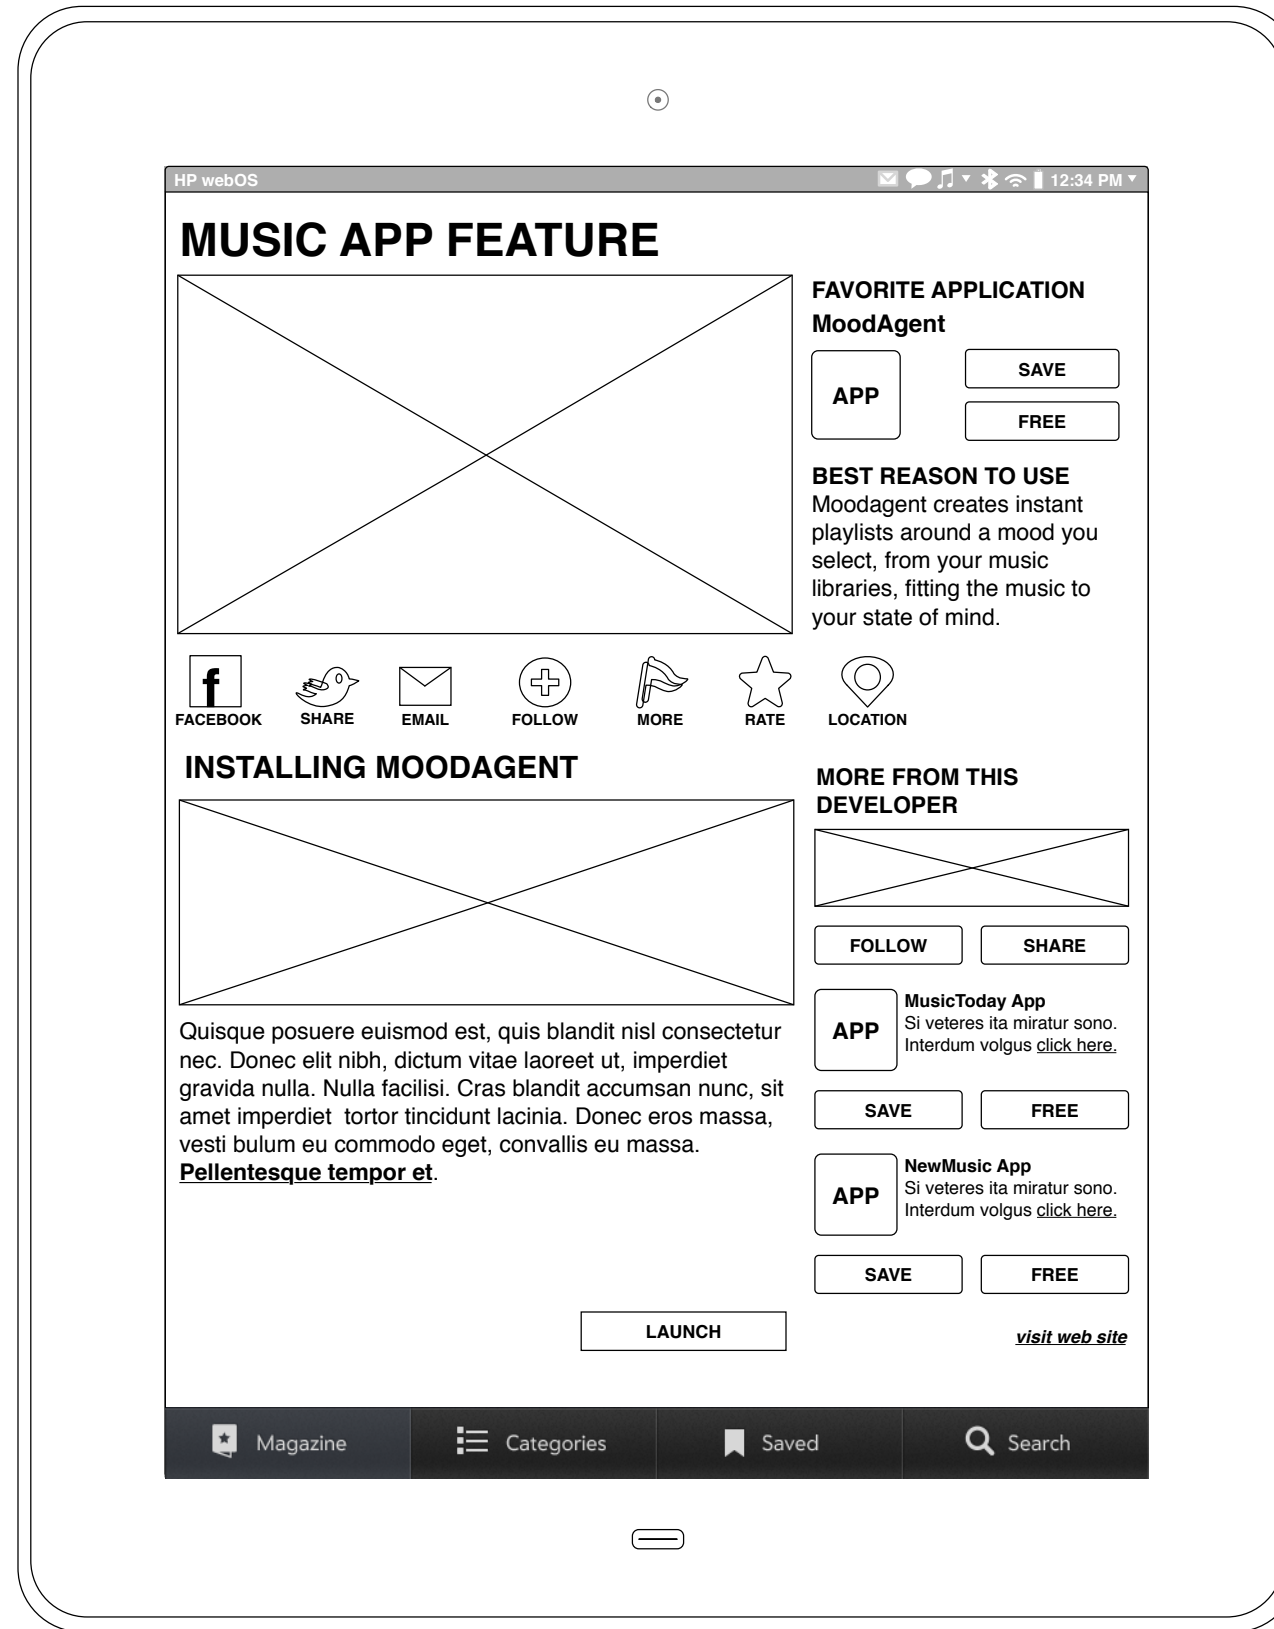 HP webOS
12:34 PM
MUSIC APP FEATURE
FAVORITE APPLICATION
MoodAgent
APP
SAVE
FREE
BEST REASON TO USE
Moodagent creates instant
playlists around a mood you
select, from your music
libraries, fitting the music to
your state of mind.
f
FACEBOOK
SHARE
EMAIL
FOLLOW
MORE
RATE
LOCATION
INSTALLING MOODAGENT
Quisque posuere euismod est, quis blandit nisl consectetur
nec. Donec elit nibh, dictum vitae laoreet ut, imperdiet
gravida nulla. Nulla facilisi. Cras blandit accumsan nunc, sit
amet imperdiet  tortor tincidunt lacinia. Donec eros massa,
vesti bulum eu commodo eget, convallis eu massa.
Pellentesque tempor et.
LAUNCH
MORE FROM THIS
DEVELOPER
FOLLOW
SHARE
APP
MusicToday App
Si veteres ita miratur sono.
Interdum volgus click here.
SAVE
FREE
APP
NewMusic App
Si veteres ita miratur sono.
Interdum volgus click here.
SAVE
FREE
visit web site
Magazine
Categories
Saved
Search